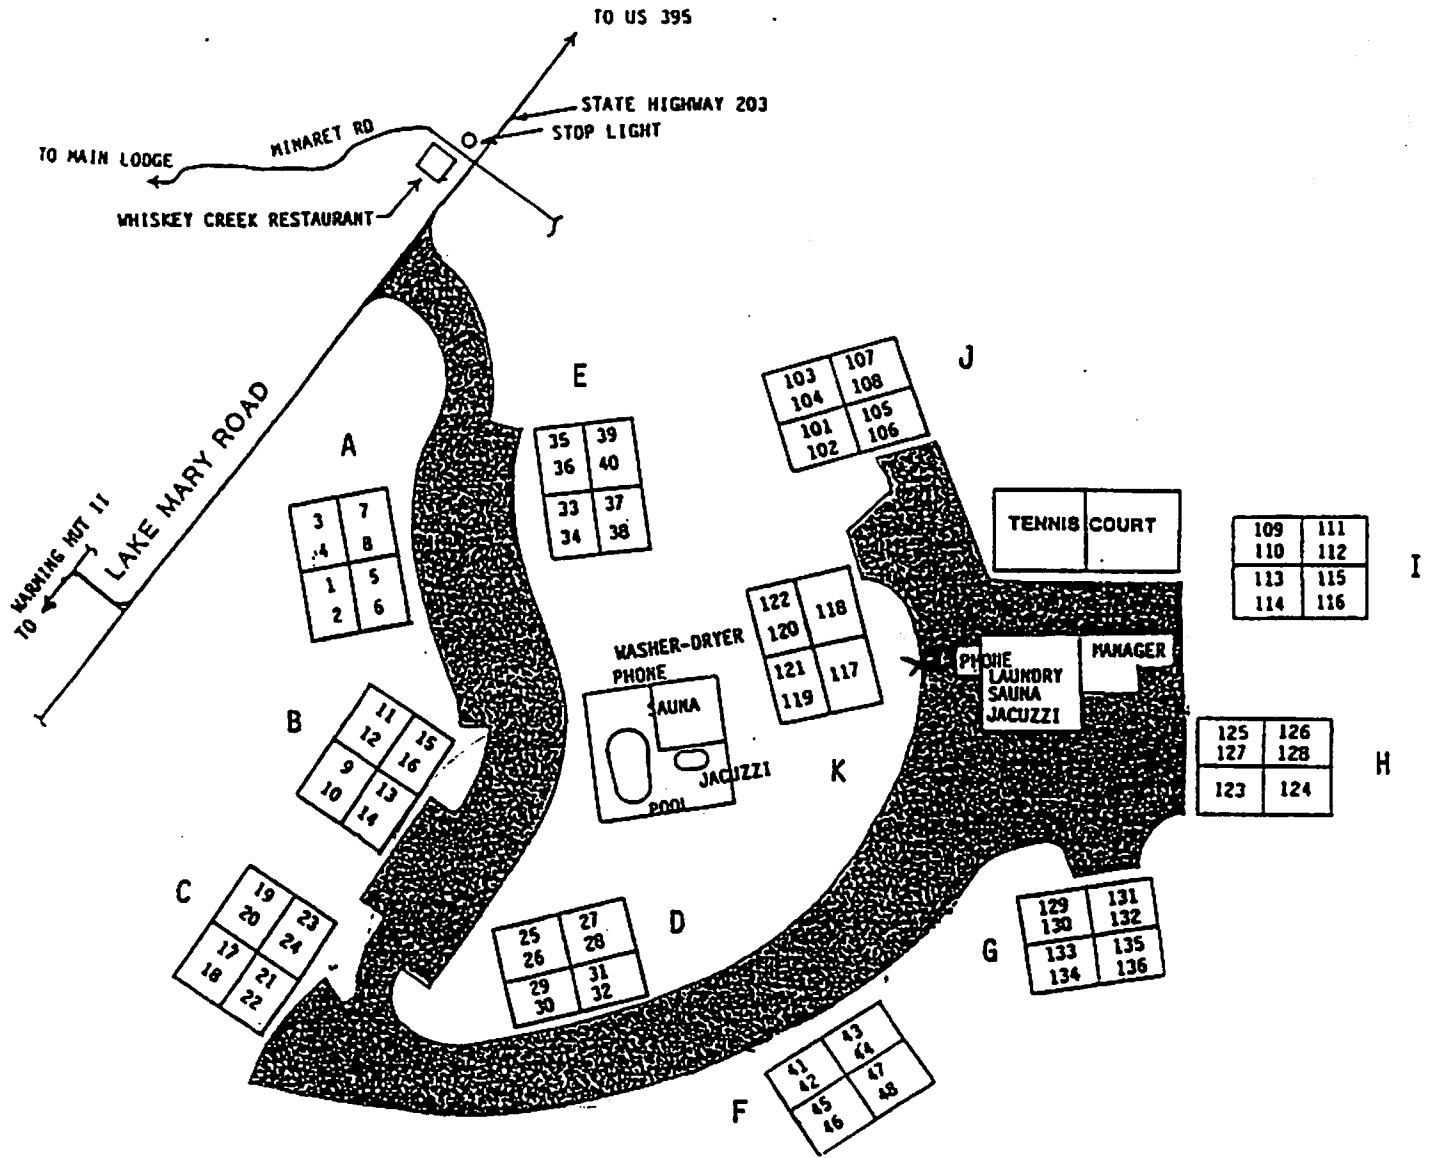 TO US 395
STATE HIGHWAY 203
STOP LIGHT
MINARET RD
TO MAIN LODGE
WHISKEY CREEK RESTAURANT
LAKE MARY ROAD
TO WARMING HUT II
A
3 7
4 8
1 5
2 6
E
35 39
36 40
33 37
34 38
J
103 107
104 108
101 105
102 106
TENNIS COURT
109 111
110 112
113 115
114 116
I
122 118
120
121 117
119
K
WASHER-DRYER
PHONE
SAUNA
JACUZZI
POOL
PHONE
LAUNDRY
SAUNA
JACUZZI
MANAGER
B
11 15
12 16
9 13
10 14
125 126
127 128
123 124
H
C
19 23
20 24
17 21
18 22
25 27
26 28
29 31
30 32
D
G
129 131
130 132
133 135
134 136
F
41 43
42 44
45 47
46 48